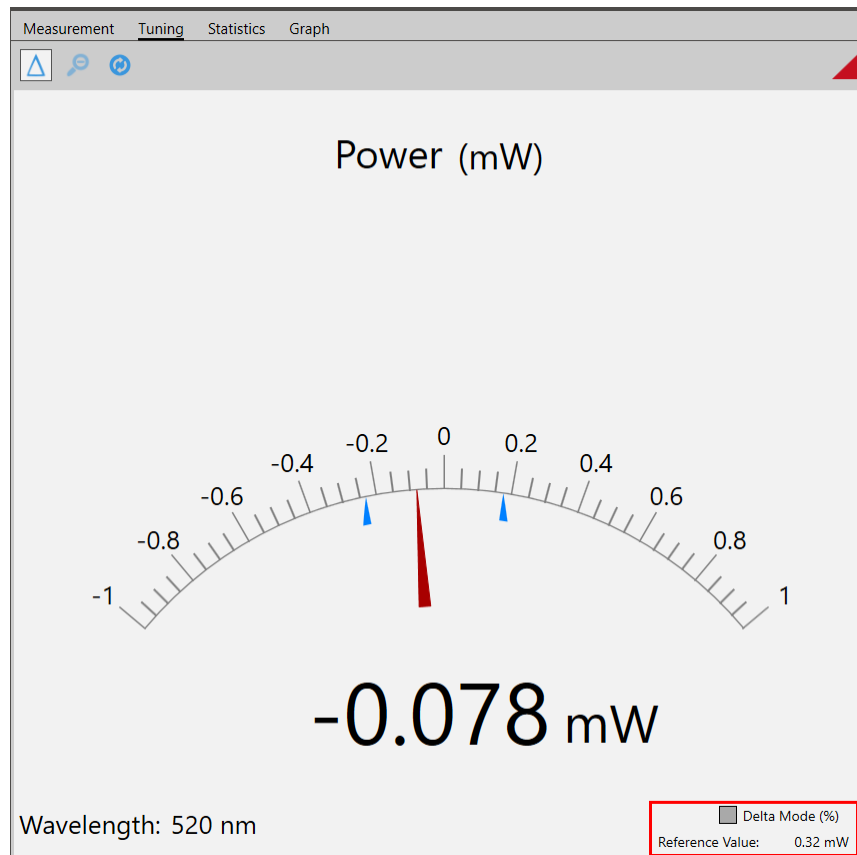 Measurement Tuning Statistics Graph
Power (mW)
-1 -0.8 -0.6 -0.4 -0.2 0 0.2 0.4 0.6 0.8 1
-0.078 mW
Wavelength: 520 nm
Delta Mode (%)
Reference Value: 0.32 mW